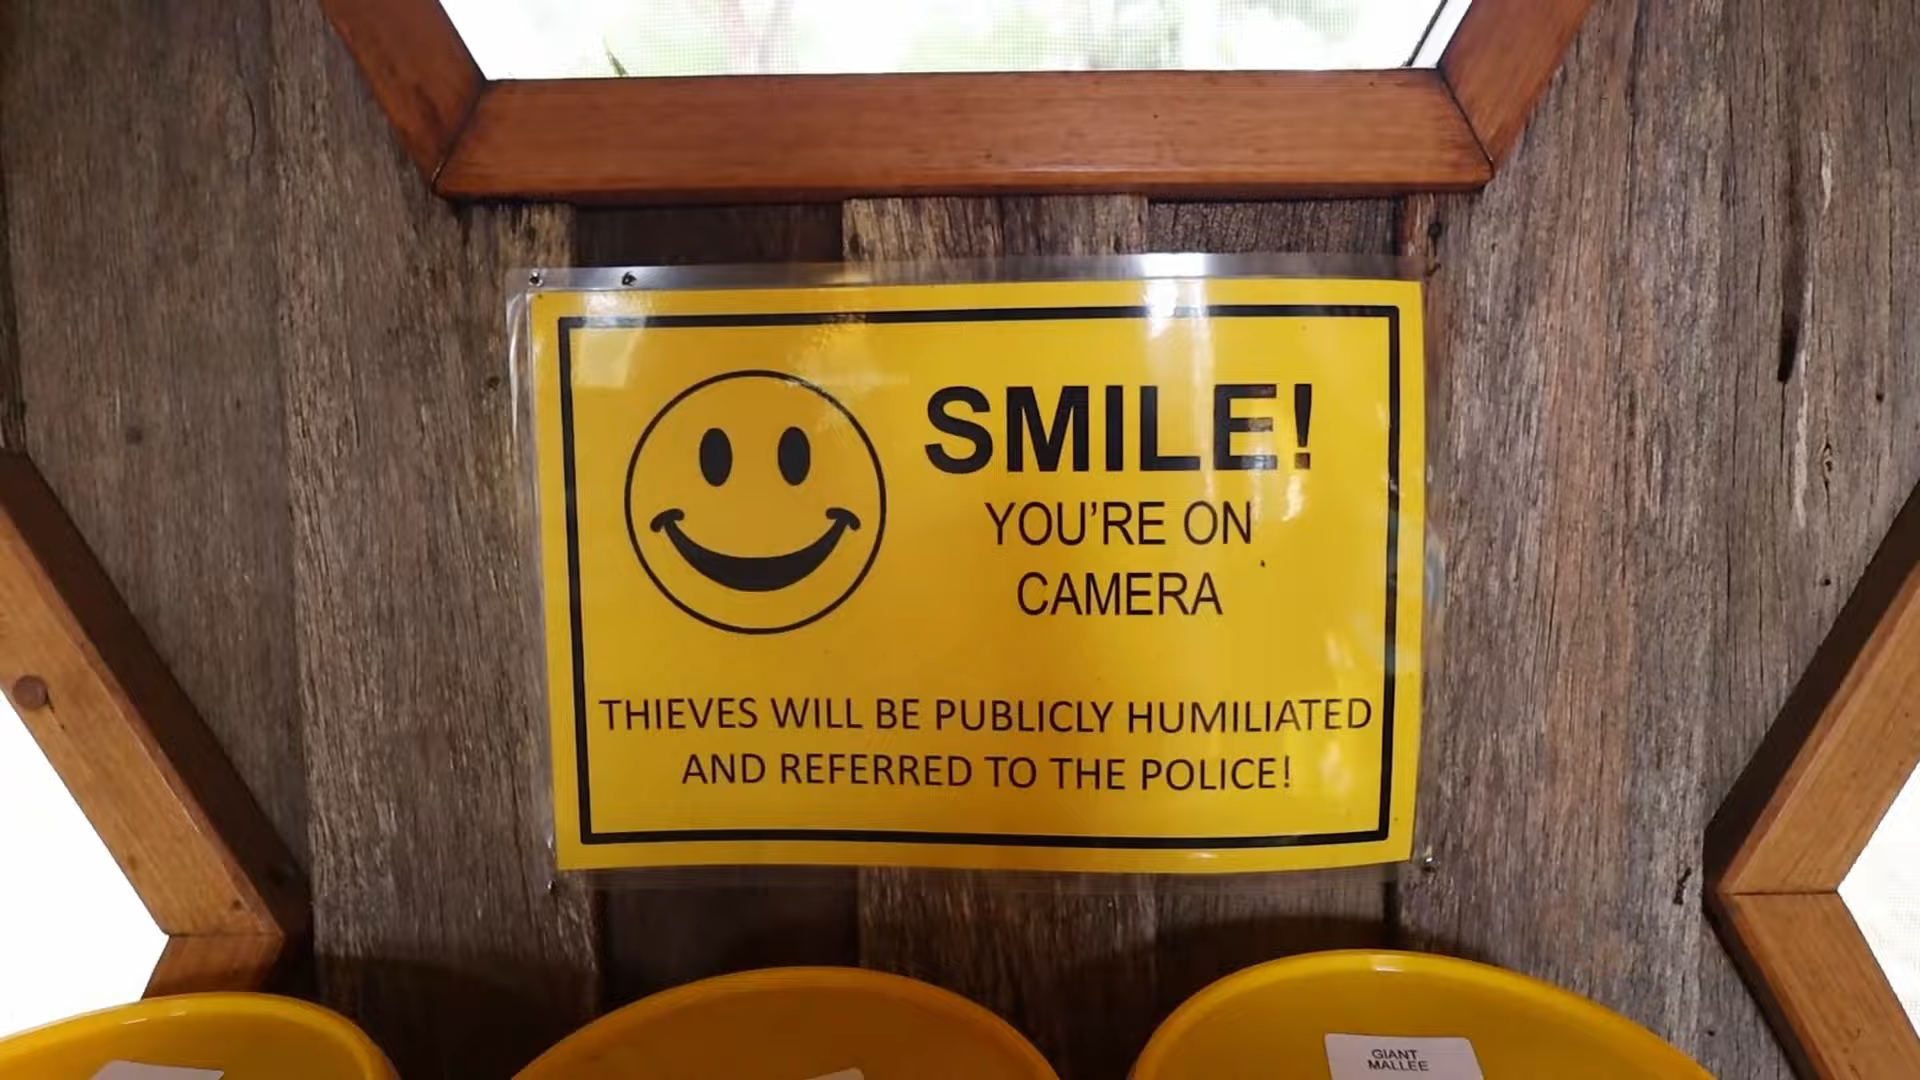 SMILE!
YOU'RE ON
CAMERA
THIEVES WILL BE PUBLICLY HUMILIATED
AND REFERRED TO THE POLICE!
GIANT
MALLEE